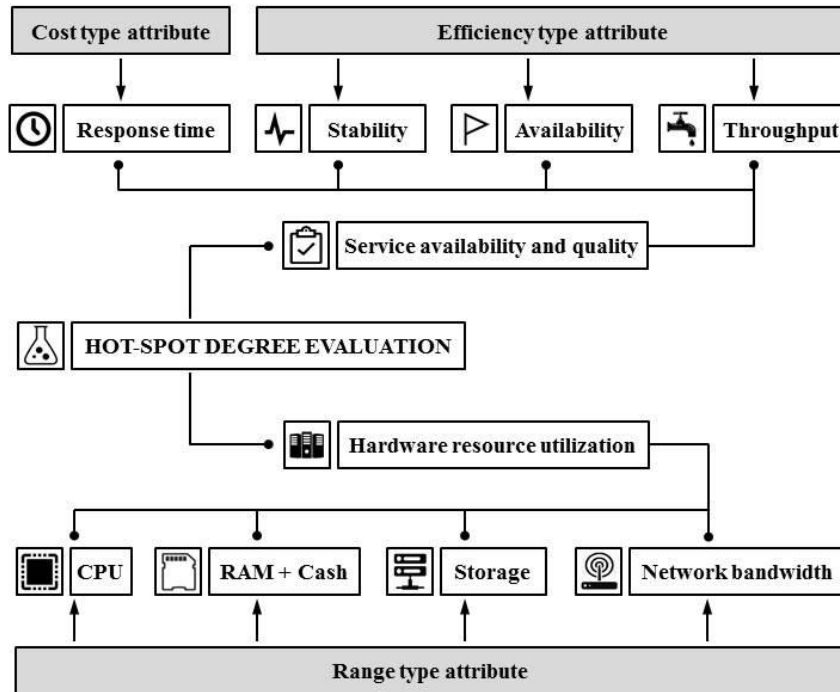 Cost type attribute
Efficiency type attribute
Response time
Stability
Availability
Throughput
Service availability and quality
HOT-SPOT DEGREE EVALUATION
Hardware resource utilization
CPU
RAM + Cash
Storage
Network bandwidth
Range type attribute